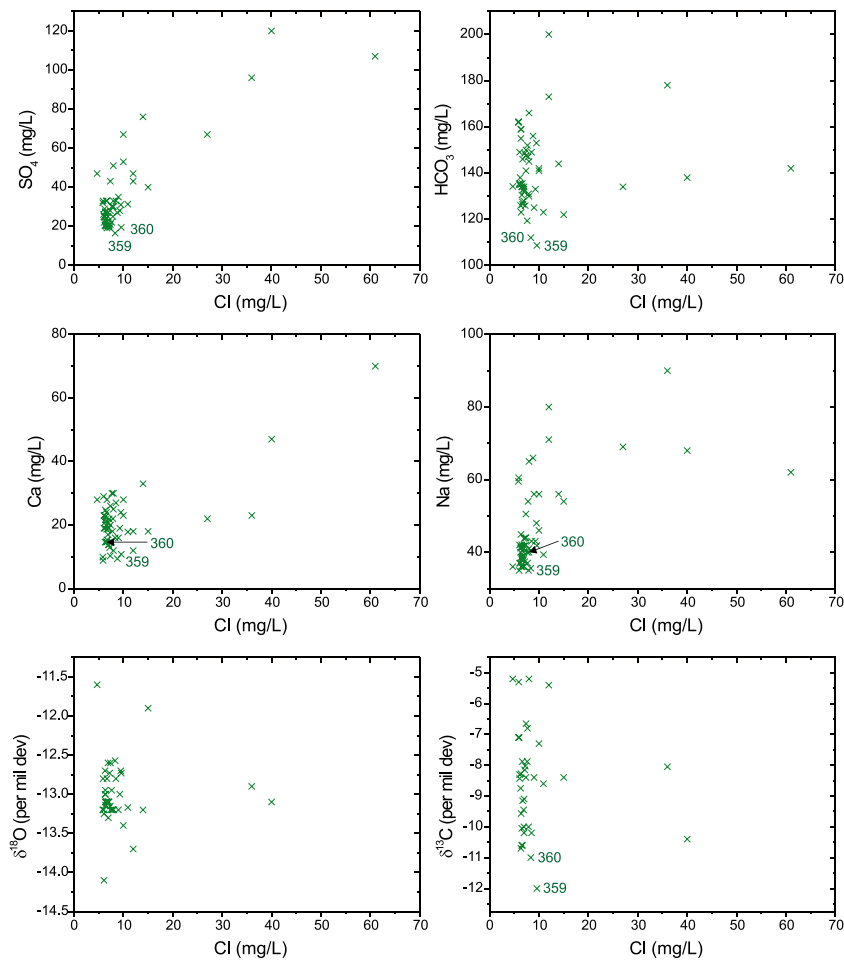 140
120
100
80
60
40
20
0
SO₄ (mg/L)
360
359
0 10 20 30 40 50 60 70
Cl (mg/L)
200
180
160
140
120
100
HCO₃ (mg/L)
360
359
0 10 20 30 40 50 60 70
Cl (mg/L)
80
60
40
20
0
Ca (mg/L)
360
359
0 10 20 30 40 50 60 70
Cl (mg/L)
100
80
60
40
Na (mg/L)
360
359
0 10 20 30 40 50 60 70
Cl (mg/L)
-11.5
-12.0
-12.5
-13.0
-13.5
-14.0
-14.5
δ¹⁸O (per mil dev)
0 10 20 30 40 50 60 70
Cl (mg/L)
-5
-6
-7
-8
-9
-10
-11
-12
δ¹³C (per mil dev)
360
359
0 10 20 30 40 50 60 70
Cl (mg/L)